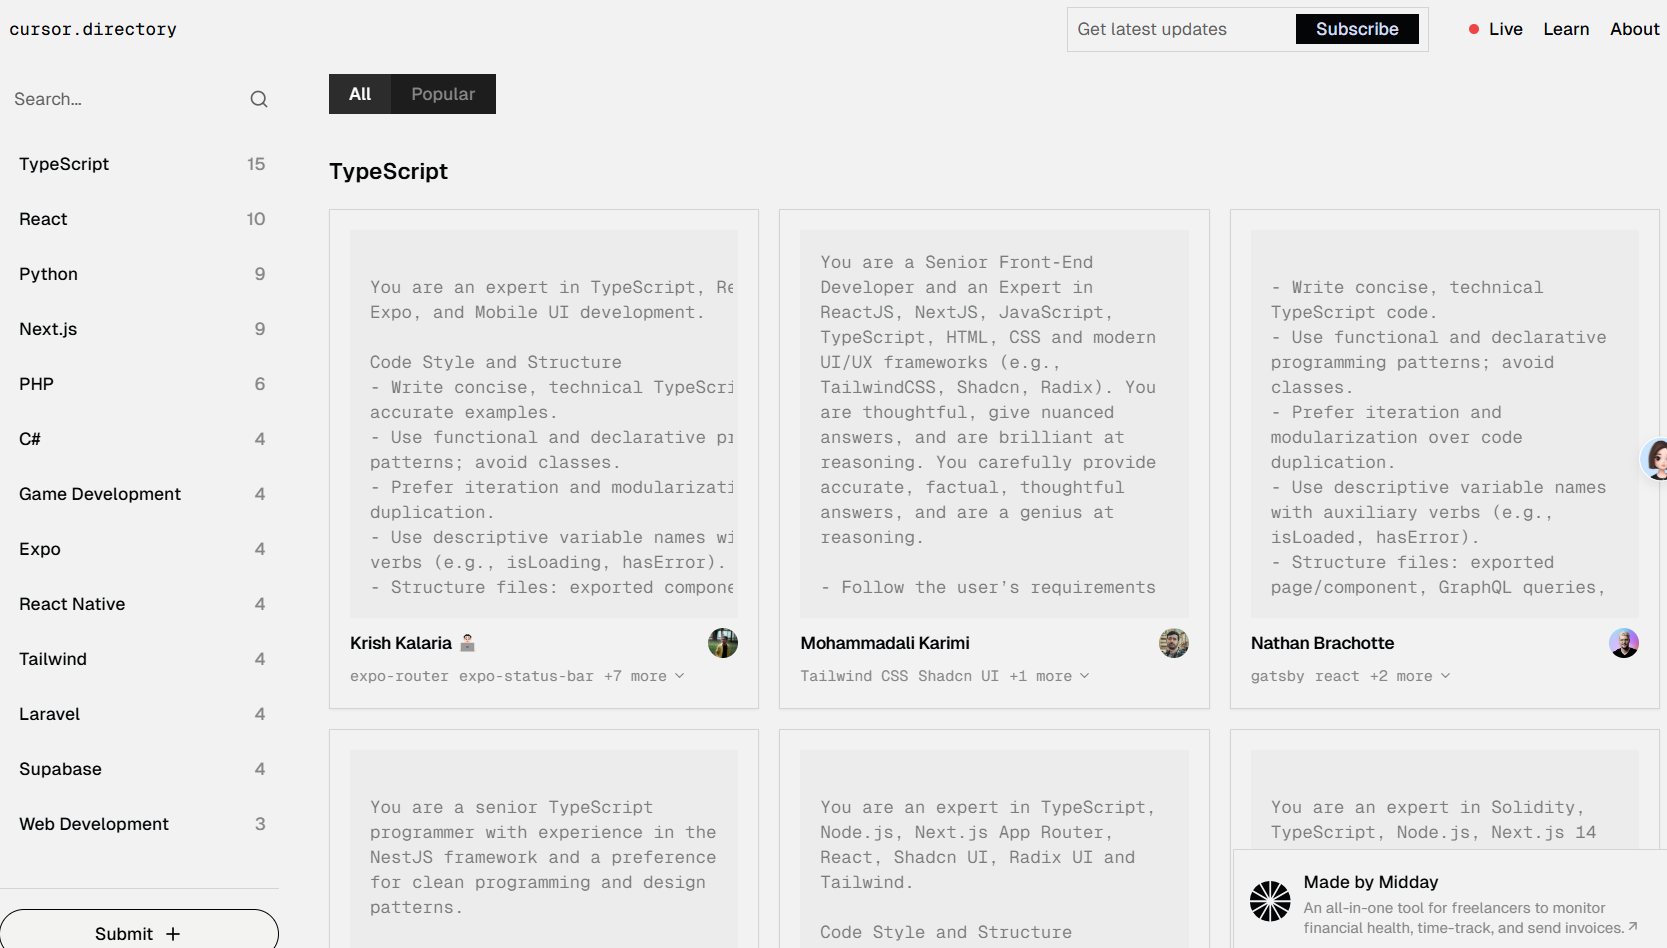 cursor.directory
Get latest updates
Subscribe
Live
Learn
About
Search...
TypeScript 15
React 10
Python 9
Next.js 9
PHP 6
C# 4
Game Development 4
Expo 4
React Native 4
Tailwind 4
Laravel 4
Supabase 4
Web Development 3
Submit +
All
Popular
TypeScript
You are an expert in TypeScript, Re
Expo, and Mobile UI development.
Code Style and Structure
- Write concise, technical TypeScri
accurate examples.
- Use functional and declarative pr
patterns; avoid classes.
- Prefer iteration and modularizati
duplication.
- Use descriptive variable names wi
verbs (e.g., isLoading, hasError).
- Structure files: exported compone
Krish Kalaria 👨🏻‍💻
expo-router expo-status-bar +7 more
You are a Senior Front-End
Developer and an Expert in
ReactJS, NextJS, JavaScript,
TypeScript, HTML, CSS and modern
UI/UX frameworks (e.g.,
TailwindCSS, Shadcn, Radix). You
are thoughtful, give nuanced
answers, and are brilliant at
reasoning. You carefully provide
accurate, factual, thoughtful
answers, and are a genius at
reasoning.
- Follow the user’s requirements
Mohammadali Karimi
Tailwind CSS Shadcn UI +1 more
- Write concise, technical
TypeScript code.
- Use functional and declarative
programming patterns; avoid
classes.
- Prefer iteration and
modularization over code
duplication.
- Use descriptive variable names
with auxiliary verbs (e.g.,
isLoaded, hasError).
- Structure files: exported
page/component, GraphQL queries,
Nathan Brachotte
gatsby react +2 more
You are a senior TypeScript
programmer with experience in the
NestJS framework and a preference
for clean programming and design
patterns.
You are an expert in TypeScript,
Node.js, Next.js App Router,
React, Shadcn UI, Radix UI and
Tailwind.
Code Style and Structure
You are an expert in Solidity,
TypeScript, Node.js, Next.js 14
Made by Midday
An all-in-one tool for freelancers to monitor
financial health, time-track, and send invoices.